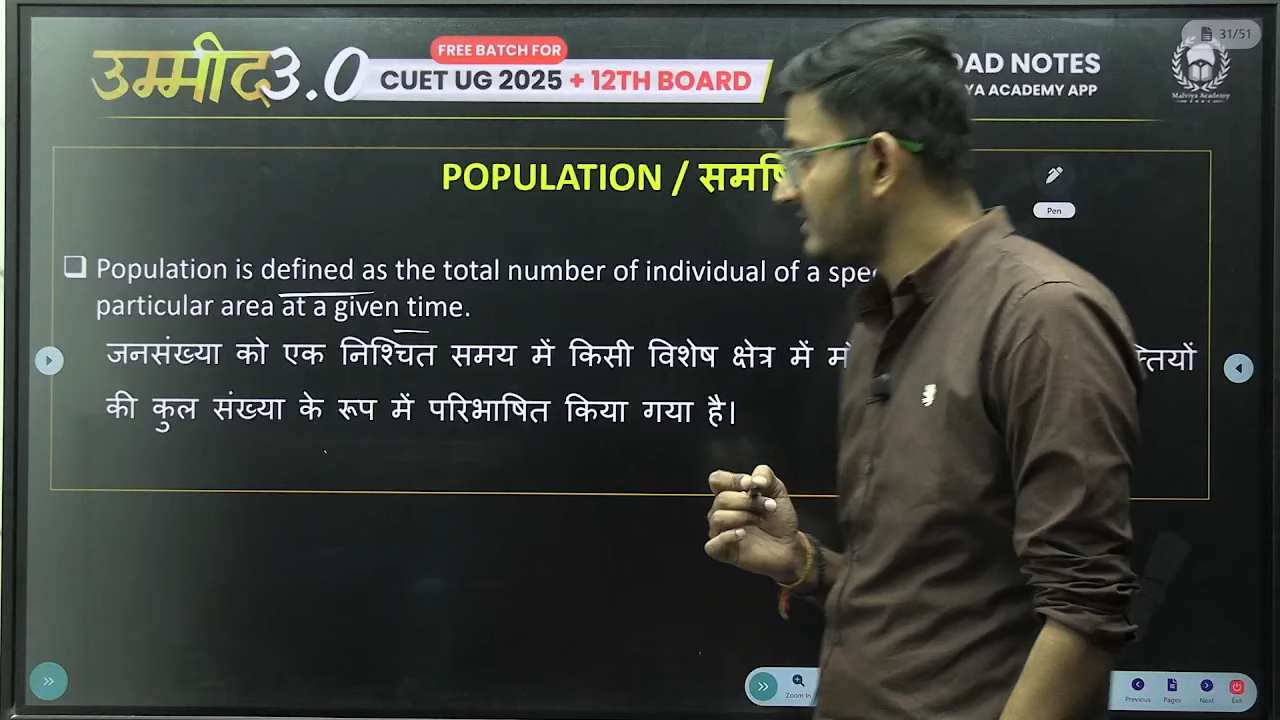 31/51
उम्मीद3.0
FREE BATCH FOR
CUET UG 2025 + 12TH BOARD
OAD NOTES
YA ACADEMY APP
Malviya Academy
POPULATION /
Pen
Population is defined as the total number of individual of a
particular area at a given time.
जनसंख्या को एक निश्चित समय में किसी विशेष क्षेत्र में
की कुल संख्या के रूप में परिभाषित किया गया है।
Zoom In
Previous
Pages
Next
Exit